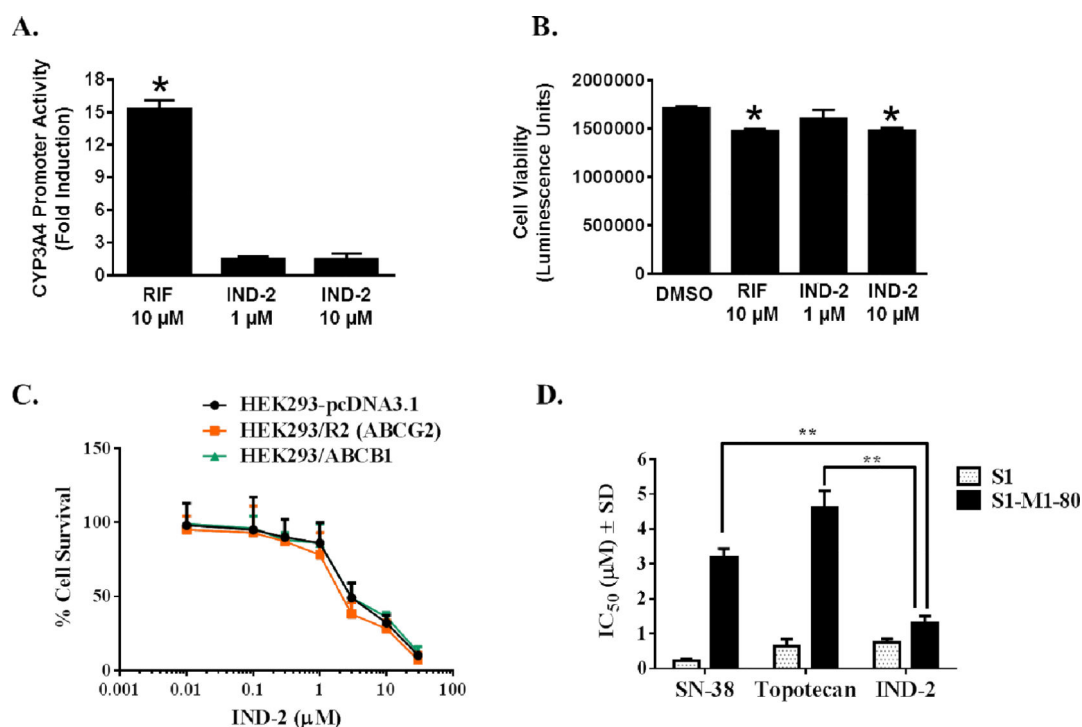 A.
CYP3A4 Promoter Activity
(Fold Induction)
18
15
12
9
6
3
0
*
RIF
10 µM
IND-2
1 µM
IND-2
10 µM
B.
Cell Viability
(Luminescence Units)
2000000
1500000
1000000
500000
0
*
*
DMSO
RIF
10 µM
IND-2
1 µM
IND-2
10 µM
C.
HEK293-pcDNA3.1
HEK293/R2 (ABCG2)
HEK293/ABCB1
% Cell Survival
150
100
50
0
0.001
0.01
0.1
1
10
100
IND-2 (µM)
D.
**
**
S1
S1-M1-80
IC50 (µM) ± SD
6
5
4
3
2
1
0
SN-38
Topotecan
IND-2